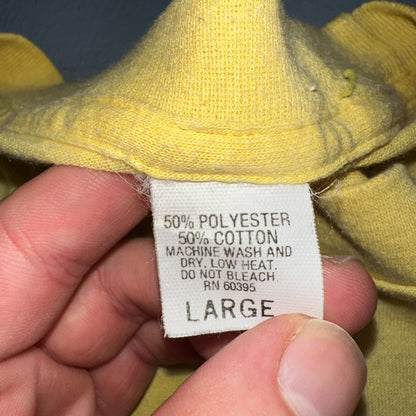 50% POLYESTER
50% COTTON
MACHINE WASH AND
DRY, LOW HEAT.
DO NOT BLEACH.
RN 60395
LARGE